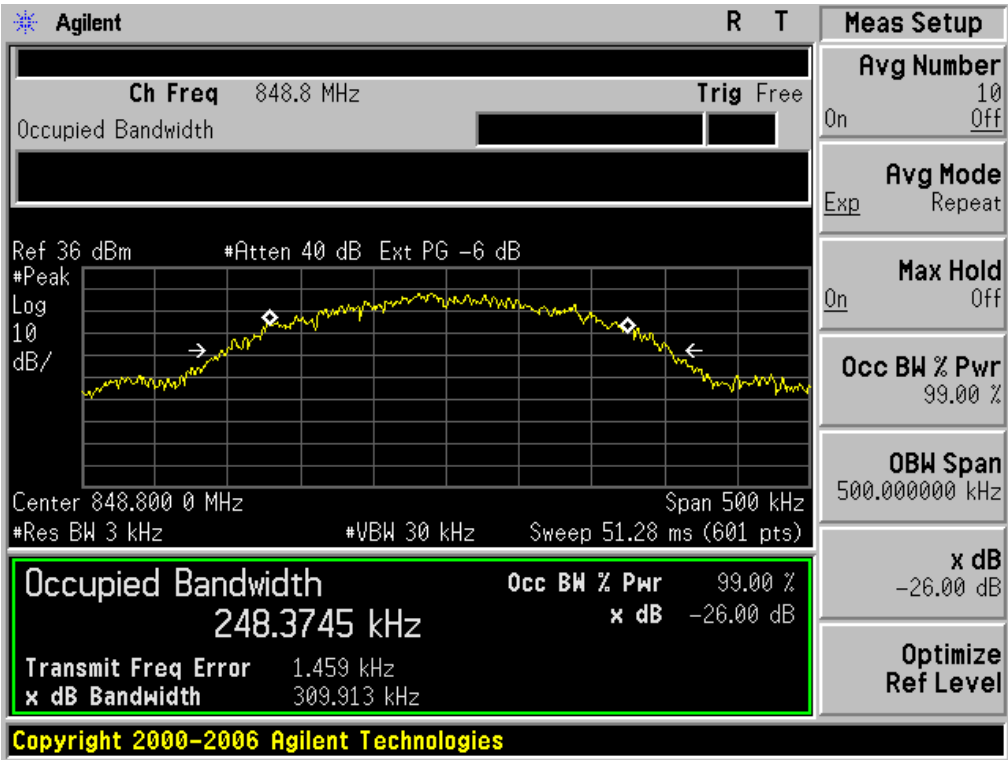 Agilent R T
Ch Freq 848.8 MHz Trig Free
Occupied Bandwidth
Ref 36 dBm #Atten 40 dB Ext PG -6 dB
#Peak
Log
10
dB/
Center 848.800 0 MHz Span 500 kHz
#Res BW 3 kHz #VBW 30 kHz Sweep 51.28 ms (601 pts)
Occupied Bandwidth Occ BW % Pwr 99.00 %
248.3745 kHz x dB -26.00 dB
Transmit Freq Error 1.459 kHz
x dB Bandwidth 309.913 kHz
Copyright 2000-2006 Agilent Technologies
Meas Setup
Avg Number
10
On Off
Avg Mode
Exp Repeat
Max Hold
On Off
Occ BW % Pwr
99.00 %
OBW Span
500.000000 kHz
x dB
-26.00 dB
Optimize
Ref Level